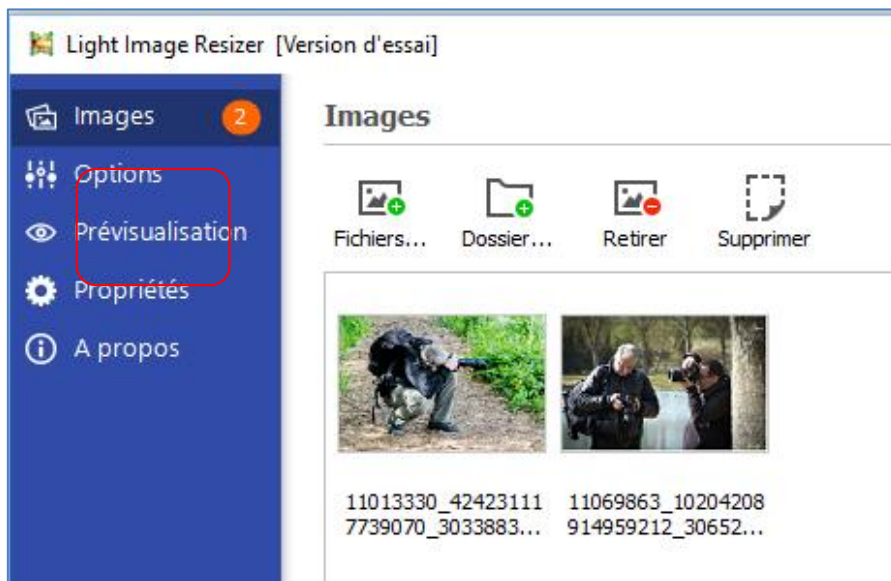 Light Image Resizer [Version d'essai]
Images 2
Options
Prévisualisation
Propriétés
A propos
Images
Fichiers... Dossier... Retirer Supprimer
11013330_42423111
7739070_3033883...
11069863_10204208
914959212_30652...